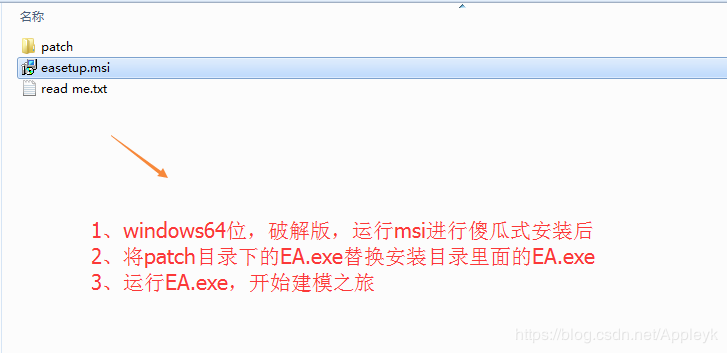 名称
patch
easetup.msi
read me.txt
1、windows64位，破解版，运行msi进行傻瓜式安装后
2、将patch目录下的EA.exe替换安装目录里面的EA.exe
3、运行EA.exe，开始建模之旅
https://blog.csdn.net/Appleyk